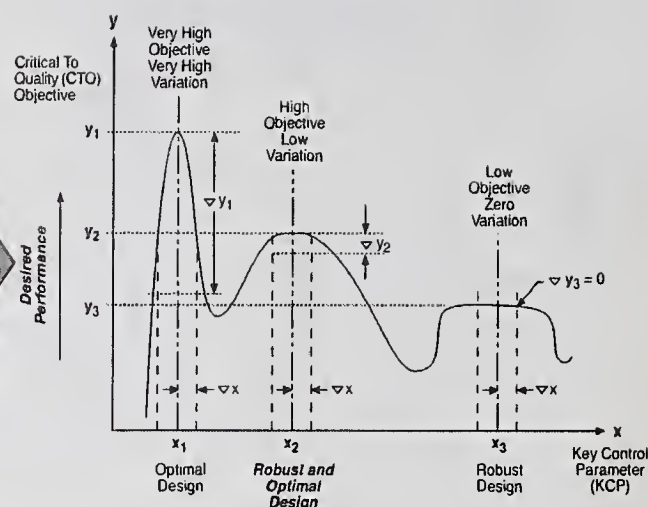 y
Very High
Objective
Very High
Variation
Critical To
Quality (CTO)
Objective
High
Objective
Low
Variation
Low
Objective
Zero
Variation
y1
▽ y1
y2
▽ y2
▽ y3 = 0
y3
Desired
Performance
▽ x
▽ x
▽ x
x
x1
x2
x3
Optimal
Design
Robust and
Optimal
Design
Robust
Design
Key Control
Parameter
(KCP)